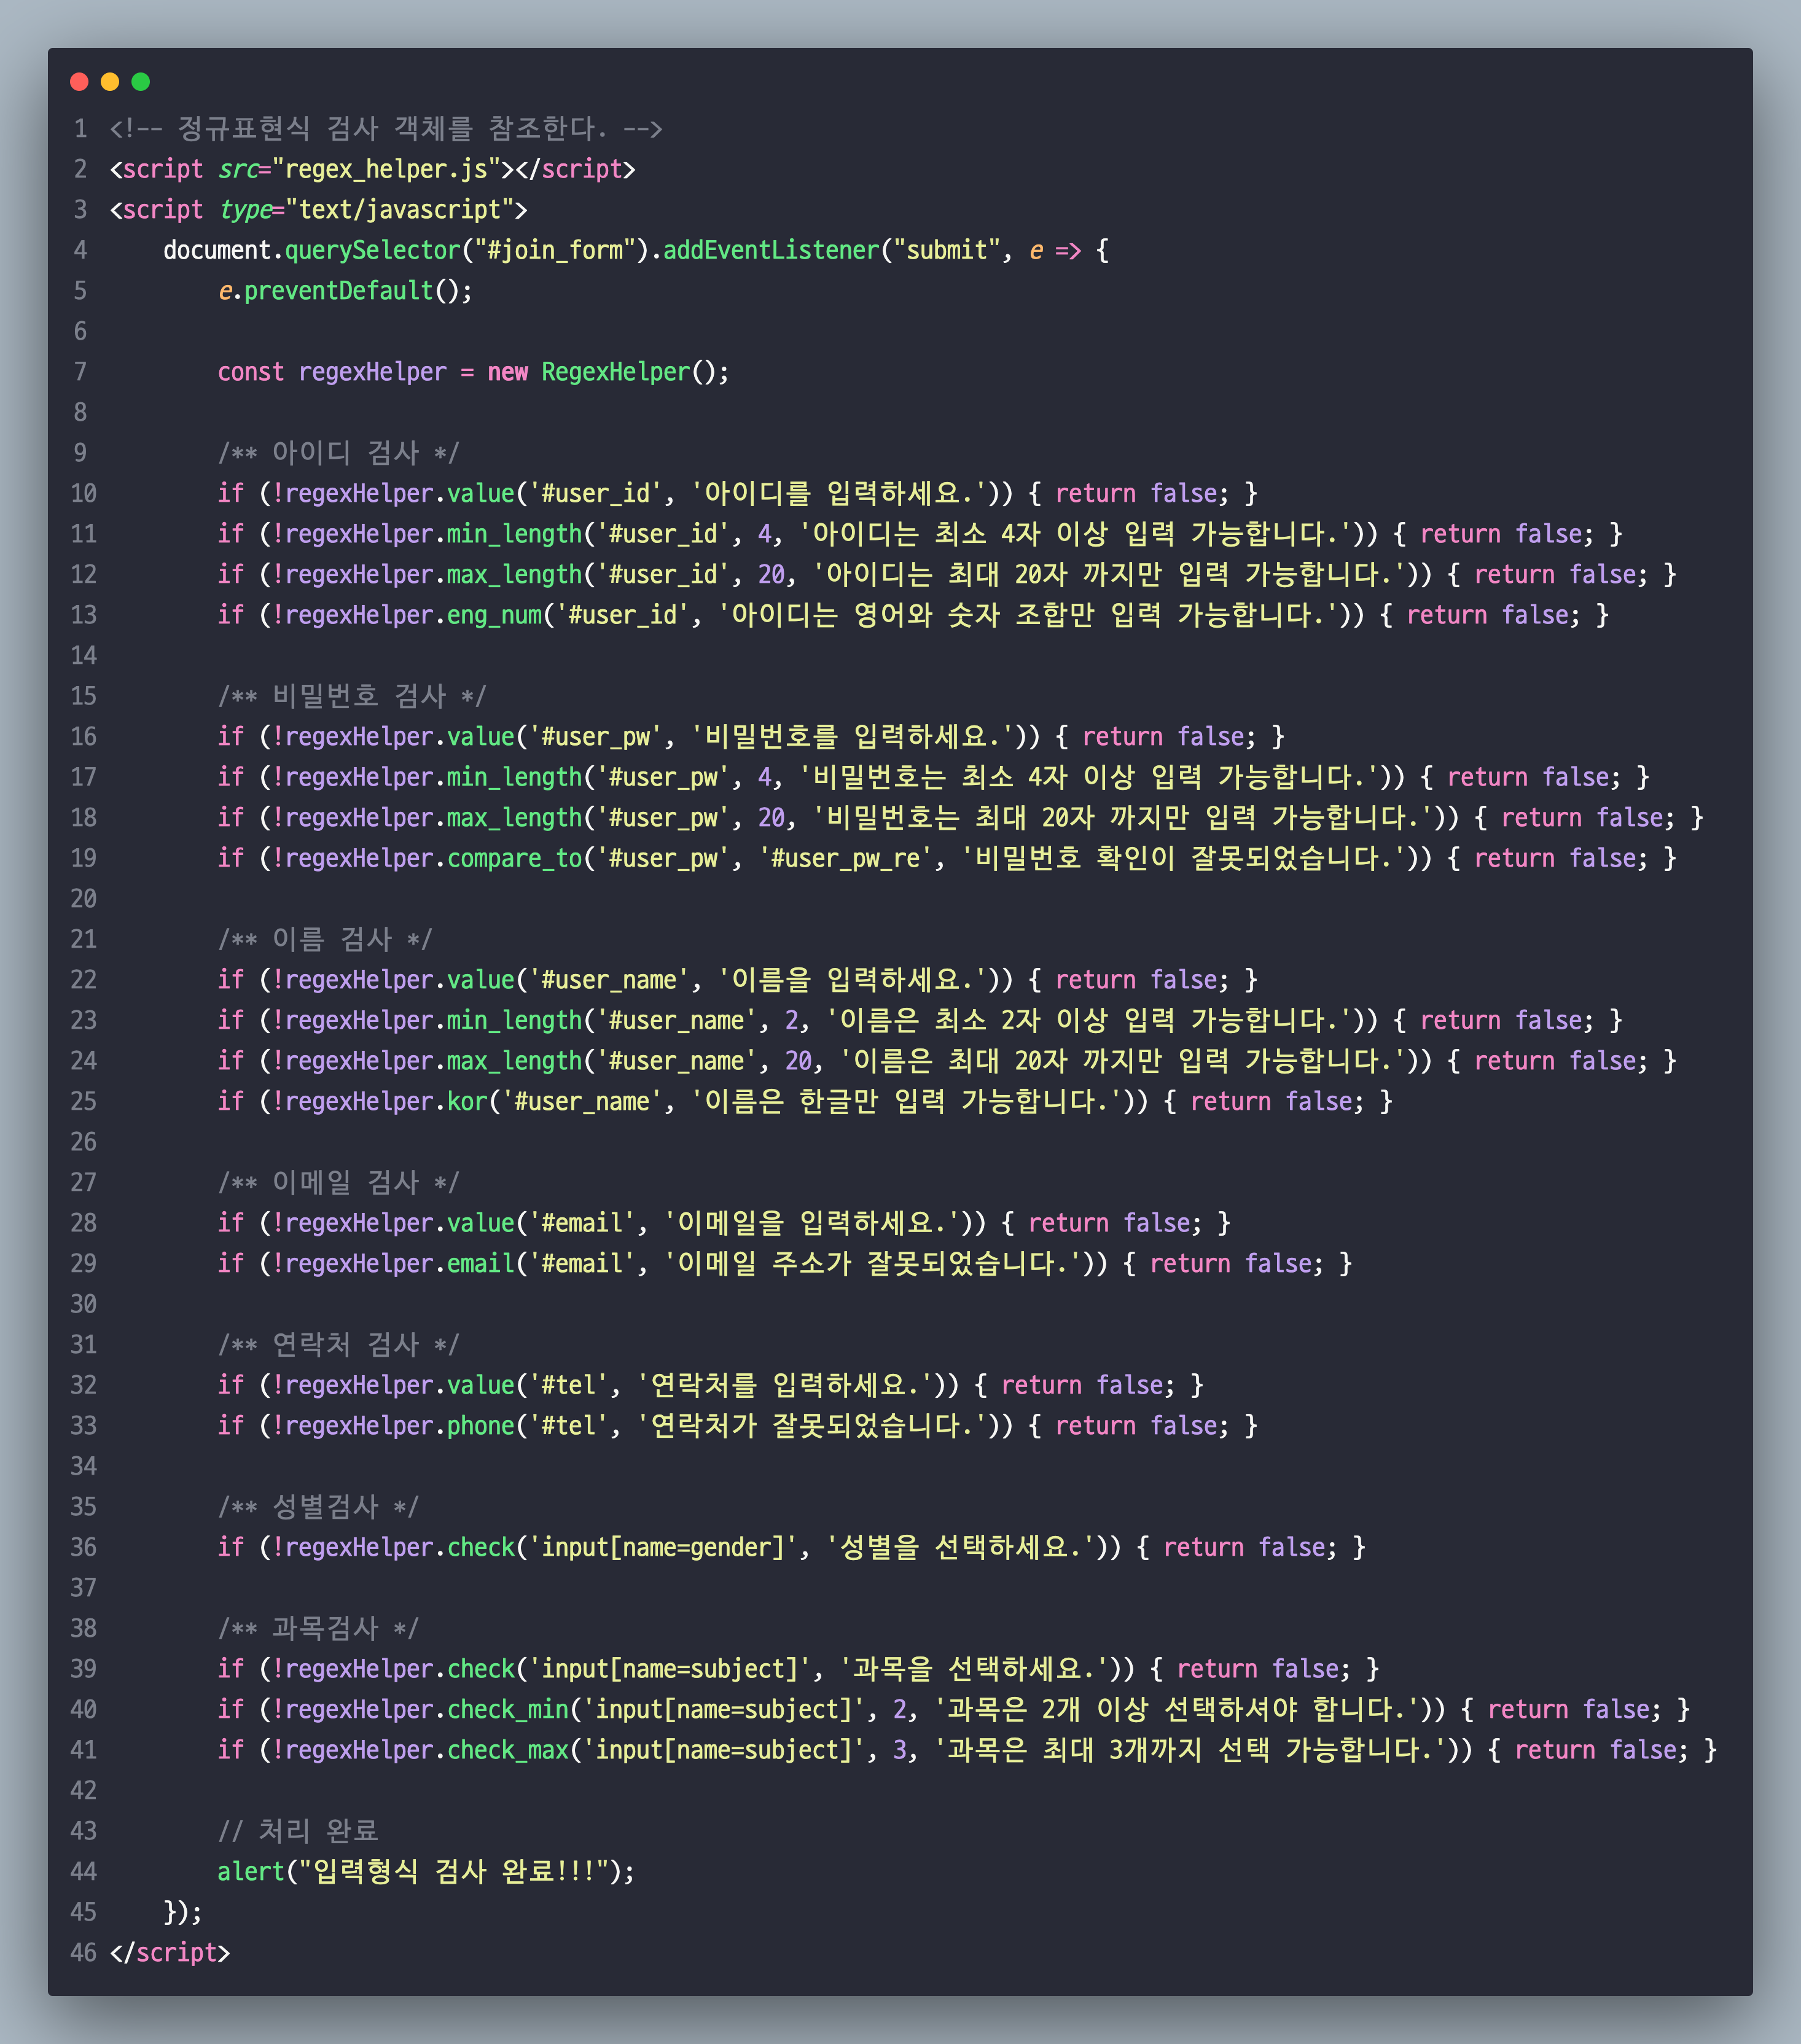 1 <!-- 정규표현식 검사 객체를 참조한다. -->
2 <script src="regex_helper.js"></script>
3 <script type="text/javascript">
4     document.querySelector("#join_form").addEventListener("submit", e => {
5         e.preventDefault();
6
7         const regexHelper = new RegexHelper();
8
9         /** 아이디 검사 */
10         if (!regexHelper.value('#user_id', '아이디를 입력하세요.')) { return false; }
11         if (!regexHelper.min_length('#user_id', 4, '아이디는 최소 4자 이상 입력 가능합니다.')) { return false; }
12         if (!regexHelper.max_length('#user_id', 20, '아이디는 최대 20자 까지만 입력 가능합니다.')) { return false; }
13         if (!regexHelper.eng_num('#user_id', '아이디는 영어와 숫자 조합만 입력 가능합니다.')) { return false; }
14
15         /** 비밀번호 검사 */
16         if (!regexHelper.value('#user_pw', '비밀번호를 입력하세요.')) { return false; }
17         if (!regexHelper.min_length('#user_pw', 4, '비밀번호는 최소 4자 이상 입력 가능합니다.')) { return false; }
18         if (!regexHelper.max_length('#user_pw', 20, '비밀번호는 최대 20자 까지만 입력 가능합니다.')) { return false; }
19         if (!regexHelper.compare_to('#user_pw', '#user_pw_re', '비밀번호 확인이 잘못되었습니다.')) { return false; }
20
21         /** 이름 검사 */
22         if (!regexHelper.value('#user_name', '이름을 입력하세요.')) { return false; }
23         if (!regexHelper.min_length('#user_name', 2, '이름은 최소 2자 이상 입력 가능합니다.')) { return false; }
24         if (!regexHelper.max_length('#user_name', 20, '이름은 최대 20자 까지만 입력 가능합니다.')) { return false; }
25         if (!regexHelper.kor('#user_name', '이름은 한글만 입력 가능합니다.')) { return false; }
26
27         /** 이메일 검사 */
28         if (!regexHelper.value('#email', '이메일을 입력하세요.')) { return false; }
29         if (!regexHelper.email('#email', '이메일 주소가 잘못되었습니다.')) { return false; }
30
31         /** 연락처 검사 */
32         if (!regexHelper.value('#tel', '연락처를 입력하세요.')) { return false; }
33         if (!regexHelper.phone('#tel', '연락처가 잘못되었습니다.')) { return false; }
34
35         /** 성별검사 */
36         if (!regexHelper.check('input[name=gender]', '성별을 선택하세요.')) { return false; }
37
38         /** 과목검사 */
39         if (!regexHelper.check('input[name=subject]', '과목을 선택하세요.')) { return false; }
40         if (!regexHelper.check_min('input[name=subject]', 2, '과목은 2개 이상 선택하셔야 합니다.')) { return false; }
41         if (!regexHelper.check_max('input[name=subject]', 3, '과목은 최대 3개까지 선택 가능합니다.')) { return false; }
42
43         // 처리 완료
44         alert("입력형식 검사 완료!!!");
45     });
46 </script>